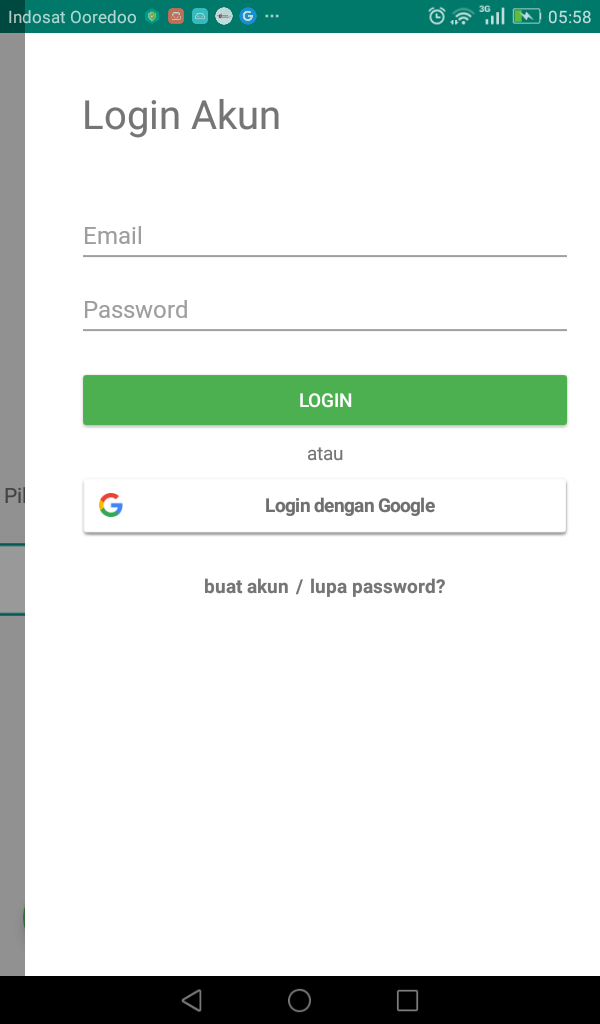 Indosat Ooredoo ... 3G 05:58
Login Akun
Email
Password
LOGIN
atau
Pil
Login dengan Google
buat akun / lupa password?